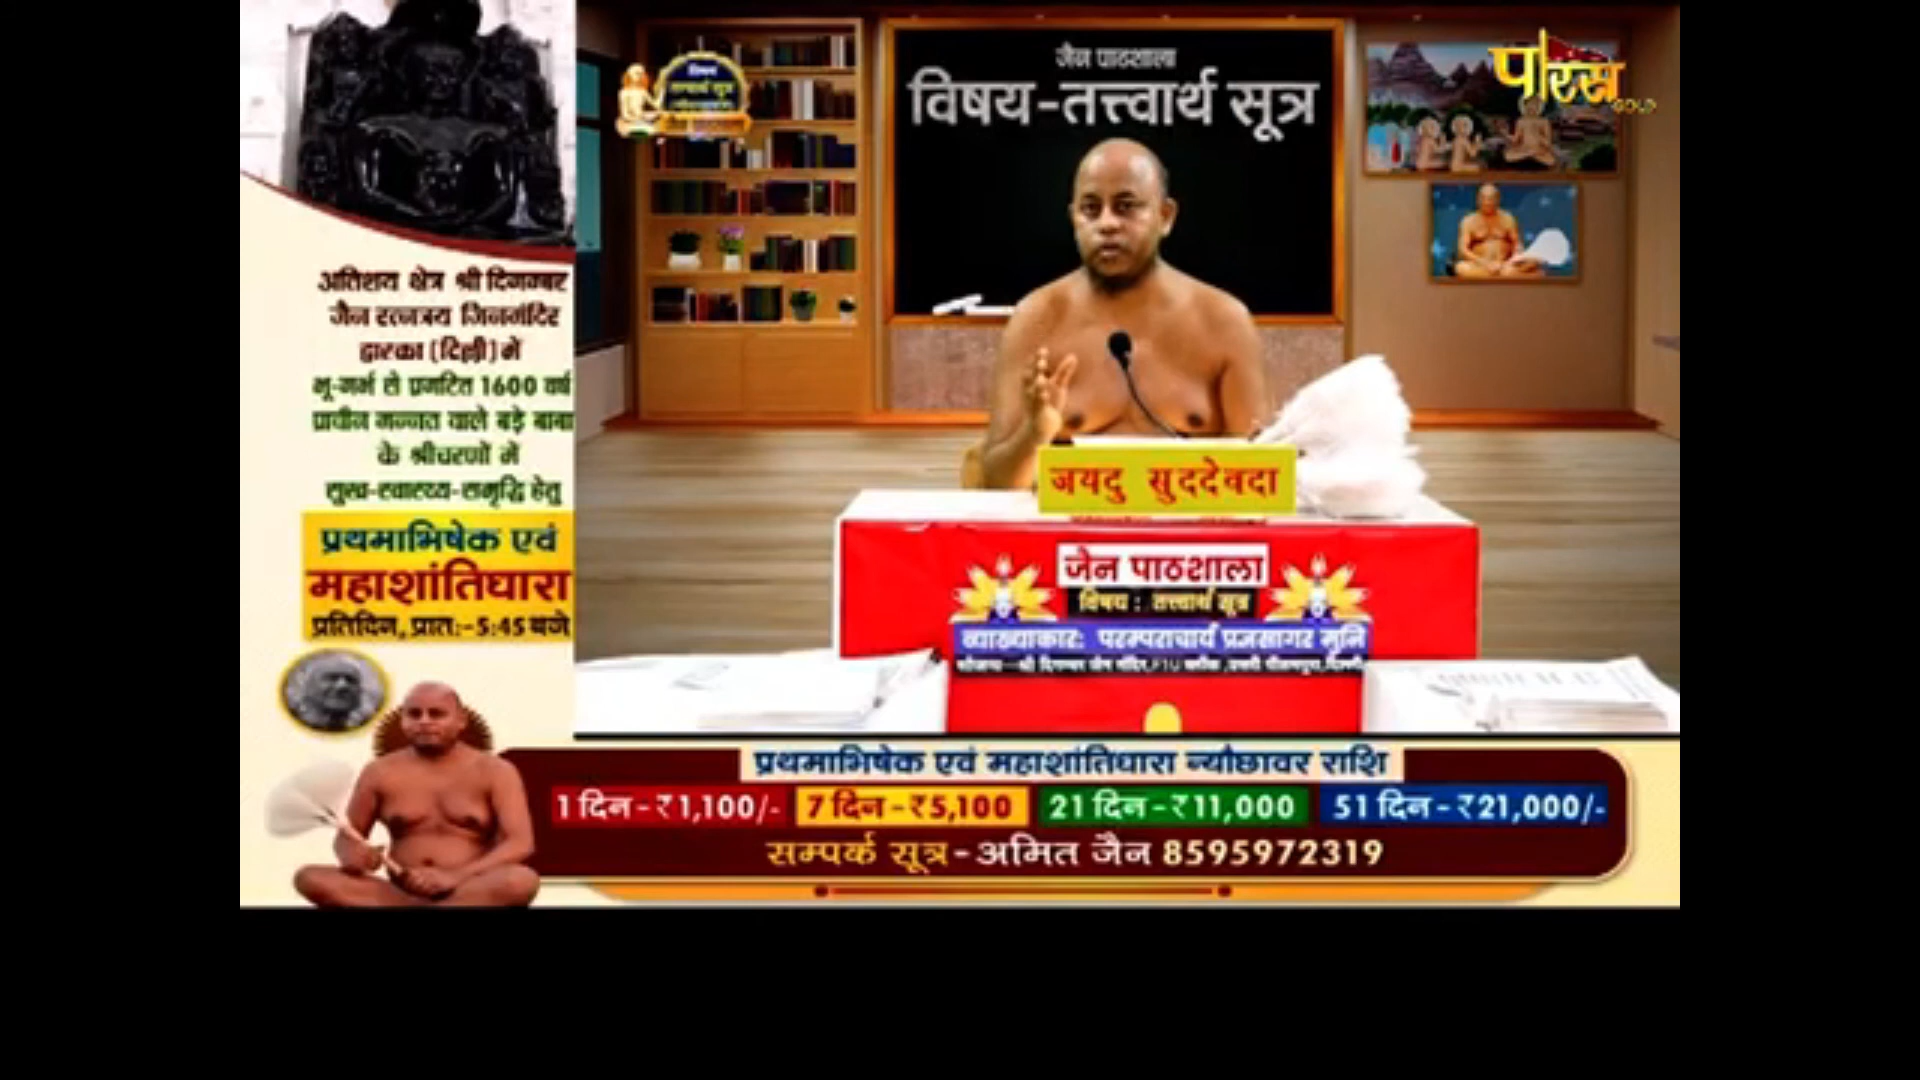 पारस
GOLD
जैन पाठशाला
विषय-तत्त्वार्थ सूत्र
अतिशय क्षेत्र श्री दिगम्बर
जैन रत्नत्रय जिनमंदिर
द्वारका (दिल्ली) में
भू-गर्भ से प्रगटित 1600 वर्ष
प्राचीन मन्नत वाले बड़े बाबा
के श्रीचरणों में
सुख-स्वास्थ्य-समृद्धि हेतु
प्रथमाभिषेक एवं
महाशांतिधारा
प्रतिदिन, प्रात:-5:45 बजे
जयदु सुददेवदा
जैन पाठशाला
विषय : तत्त्वार्थ सूत्र
व्याख्याकार: परम्पराचार्य प्रज्ञसागर मुनि
प्रथमाभिषेक एवं महाशांतिधारा न्यौछावर राशि
1 दिन - ₹1,100/- 7 दिन -₹5,100 21 दिन -₹11,000 51 दिन - ₹21,000/-
सम्पर्क सूत्र - अमित जैन 8595972319